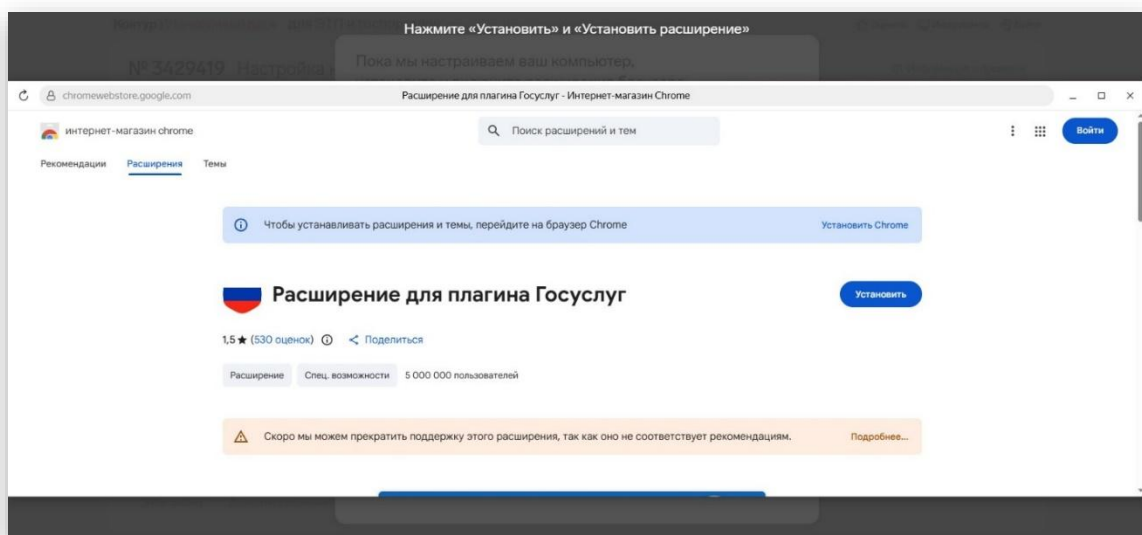 Нажмите «Установить» и «Установить расширение»
№ 3429419 Настройка
Пока мы настраиваем ваш компьютер,
chromewebstore.google.com
Расширение для плагина Госуслуг - Интернет-магазин Chrome
интернет-магазин chrome
Поиск расширений и тем
Войти
Рекомендации Расширения Темы
Чтобы устанавливать расширения и темы, перейдите на браузер Chrome
Установить Chrome
Расширение для плагина Госуслуг
Установить
1,5★ (530 оценок) Поделиться
Расширение Спец. возможности 5 000 000 пользователей
Скоро мы можем прекратить поддержку этого расширения, так как оно не соответствует рекомендациям.
Подробнее...